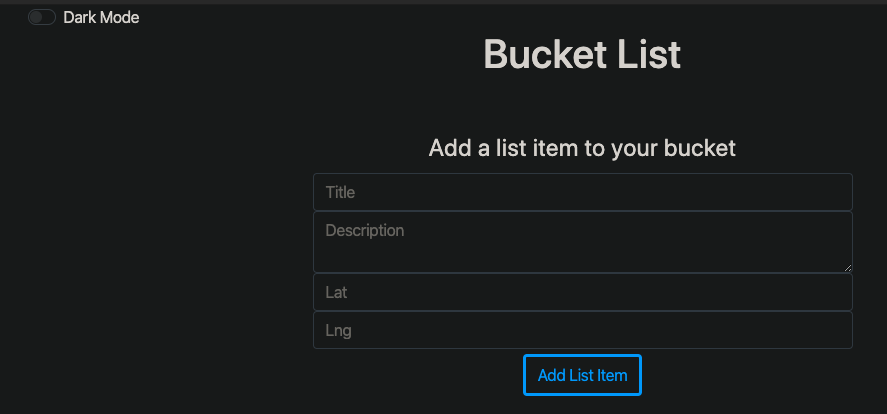 Dark Mode
Bucket List
Add a list item to your bucket
Title
Description
Lat
Lng
Add List Item